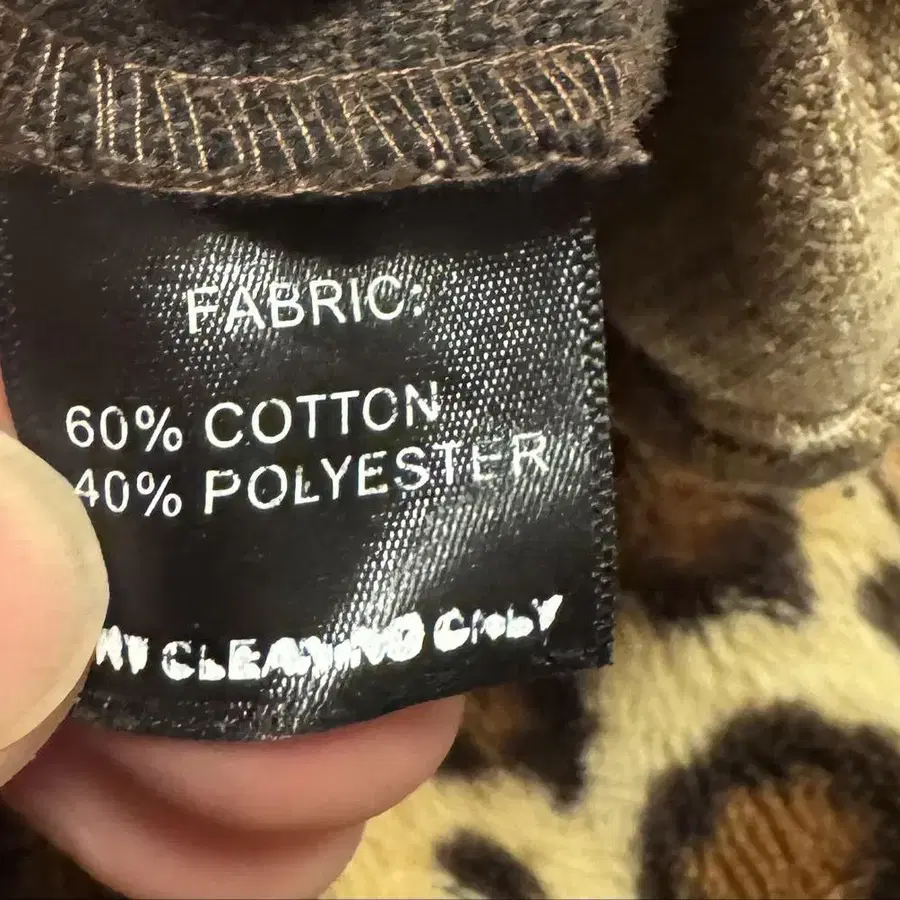 FABRIC:
60% COTTON
40% POLYESTER
CLEANING ONLY